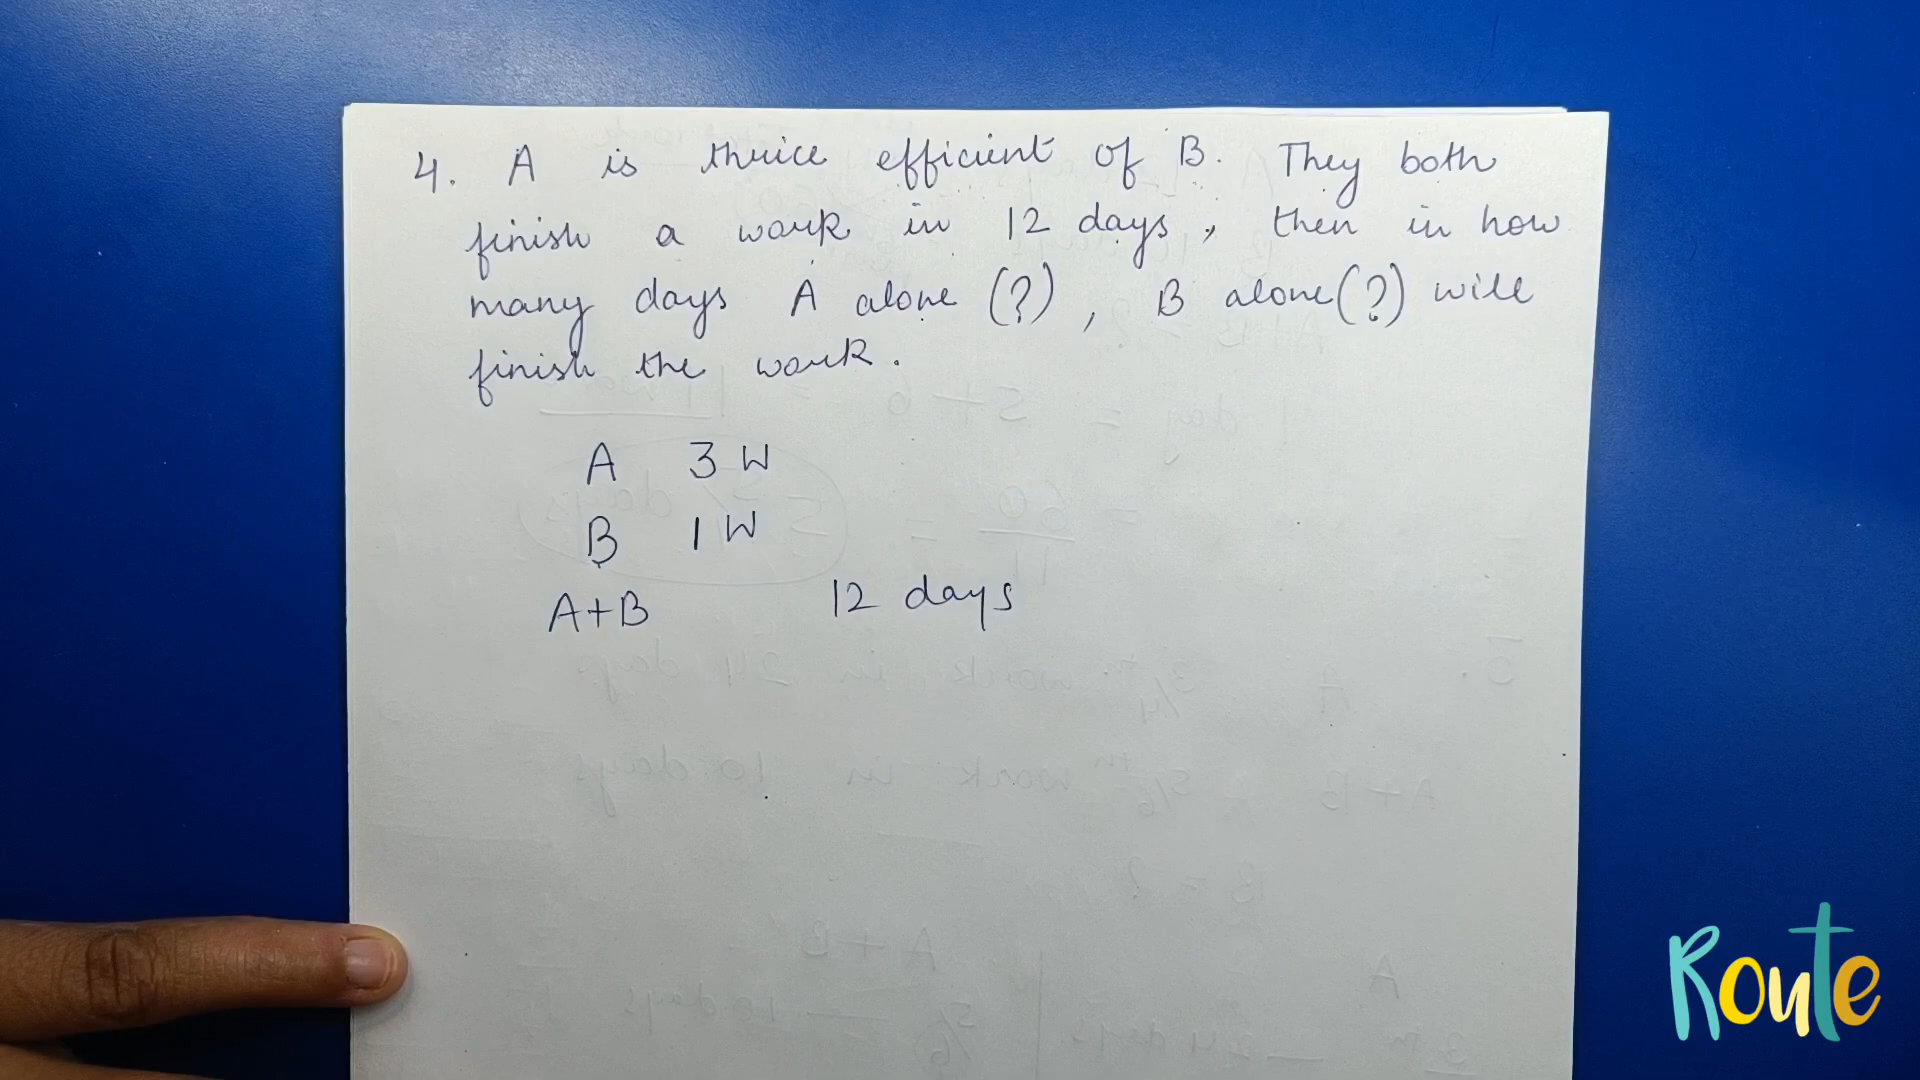 4. A is thrice efficient of B. They both
finish a work in 12 days, then in how
many days A alone (?), B alone (?) will
finish the work.
A 3 W
B 1 W
A+B 12 days
Route